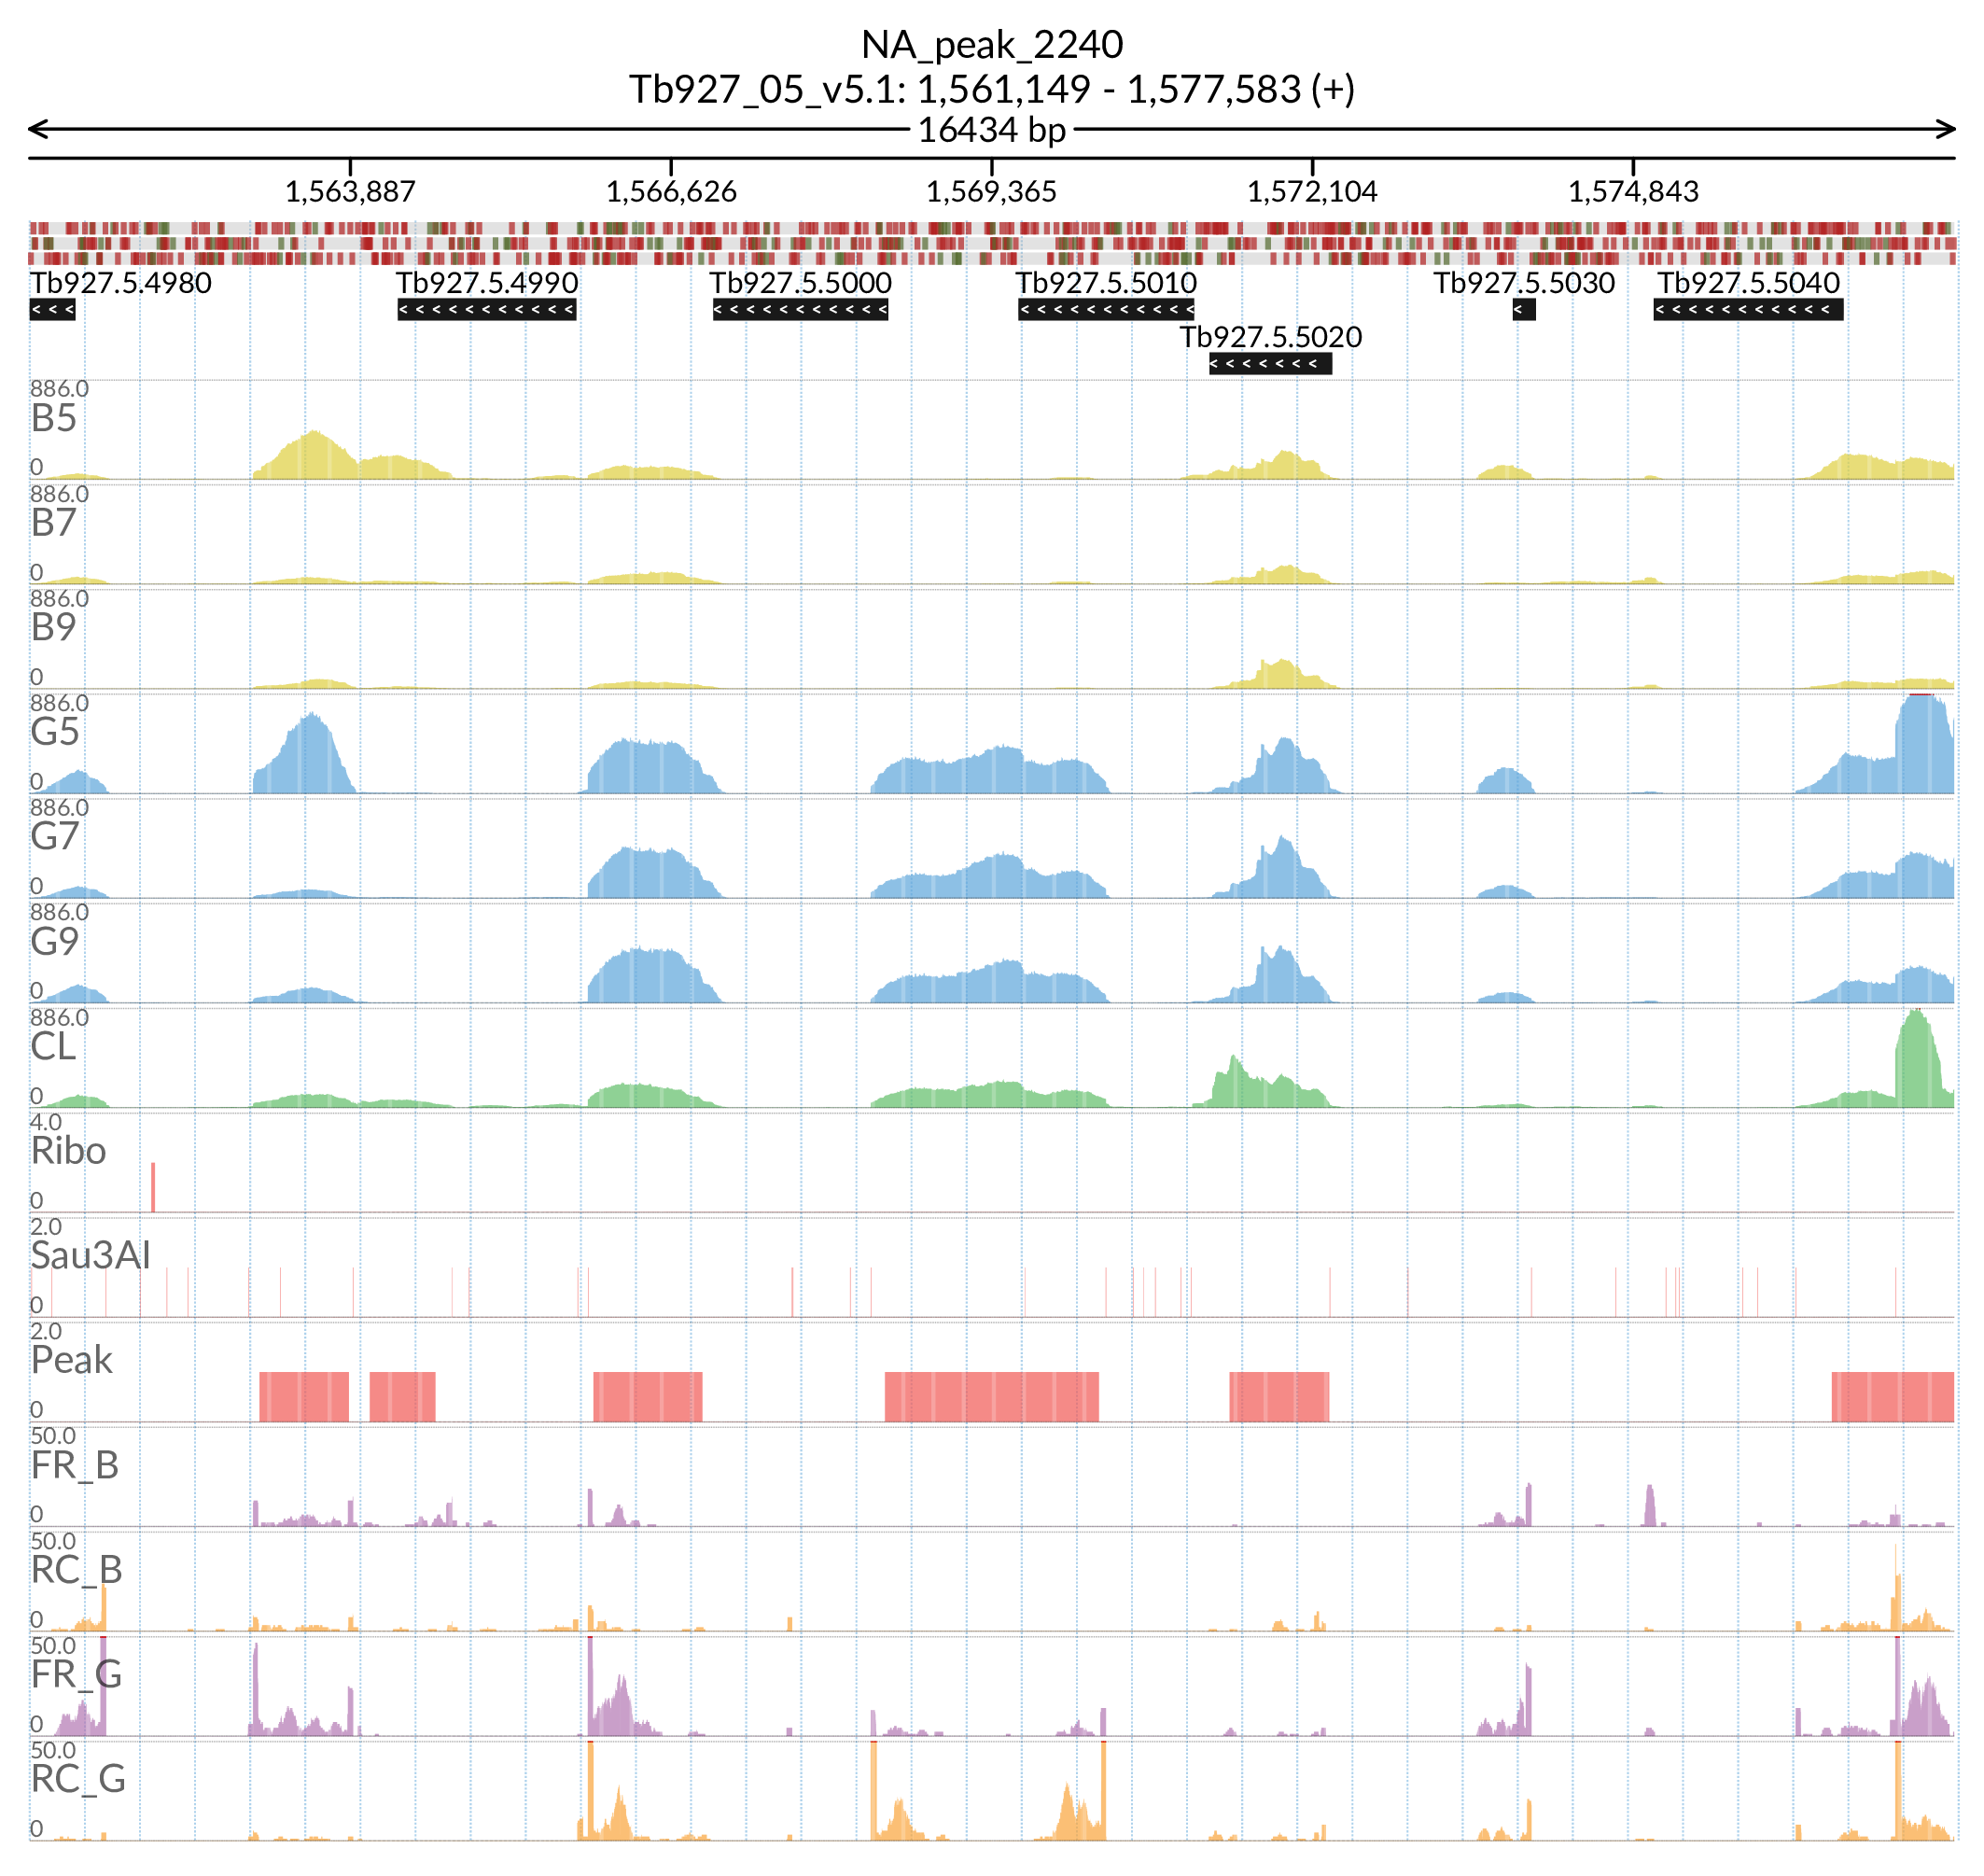 NA_peak_2240
Tb927_05_v5.1: 1,561,149 - 1,577,583 (+)
16434 bp
1,563,887 1,566,626 1,569,365 1,572,104 1,574,843
Tb927.5.4980 Tb927.5.4990 Tb927.5.5000 Tb927.5.5010 Tb927.5.5030 Tb927.5.5040
Tb927.5.5020
886.0
B5
0
886.0
B7
0
886.0
B9
0
886.0
G5
0
886.0
G7
0
886.0
G9
0
886.0
CL
0
4.0
Ribo
0
2.0
Sau3AI
0
2.0
Peak
0
50.0
FR_B
0
50.0
RC_B
0
50.0
FR_G
0
50.0
RC_G
0